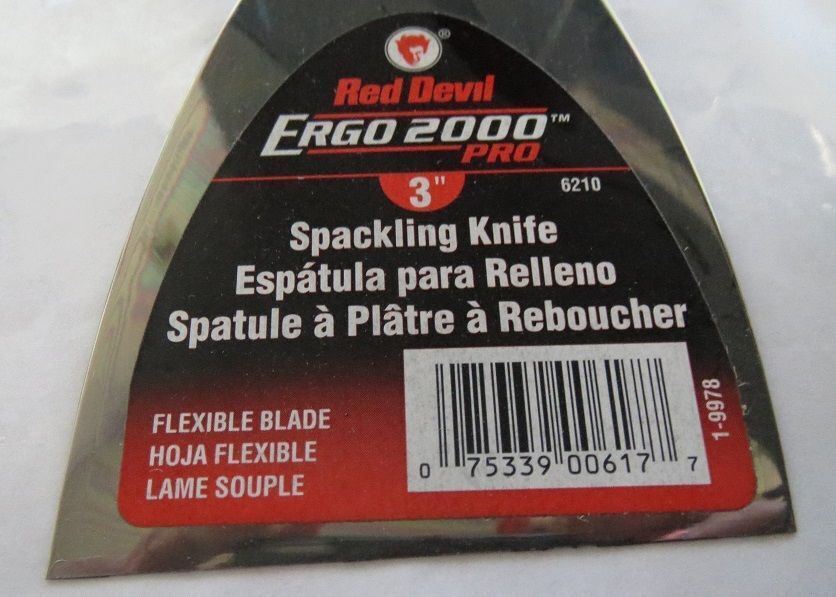 ®
Red Devil
ERGO 2000™
PRO
3" 6210
Spackling Knife
Espátula para Relleno
Spatule à Plâtre à Reboucher
FLEXIBLE BLADE
HOJA FLEXIBLE
LAME SOUPLE
0 75339 00617 7
1-9978